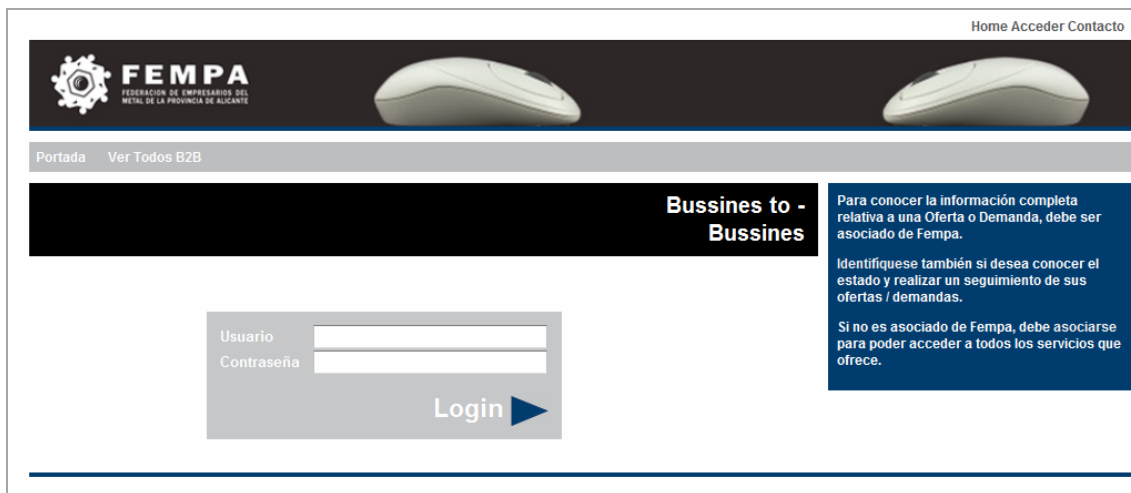 Home Acceder Contacto
FEMPA
FEDERACION DE EMPRESARIOS DEL
METAL DE LA PROVINCIA DE ALICANTE
Portada Ver Todos B2B
Bussines to -
Bussines
Usuario
Contraseña
Login
Para conocer la información completa
relativa a una Oferta o Demanda, debe ser
asociado de Fempa.
Identifiquese también si desea conocer el
estado y realizar un seguimiento de sus
ofertas / demandas.
Si no es asociado de Fempa, debe asociarse
para poder acceder a todos los servicios que
ofrece.